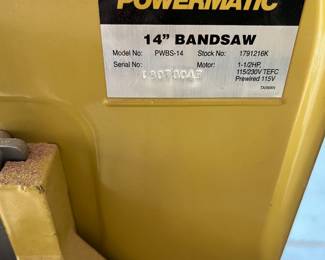 POWERMATIC
14" BANDSAW
Model No: PWBS-14 Stock No: 1791216K
Serial No: Motor: 1-1/2HP,
115/230V TEFC
Prewired 115V
TAIWAN